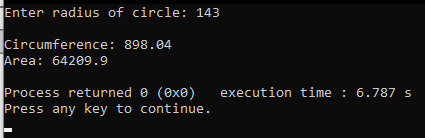 Enter radius of circle: 143
Circumference: 898.04
Area: 64209.9
Process returned 0 (0x0)   execution time : 6.787 s
Press any key to continue.